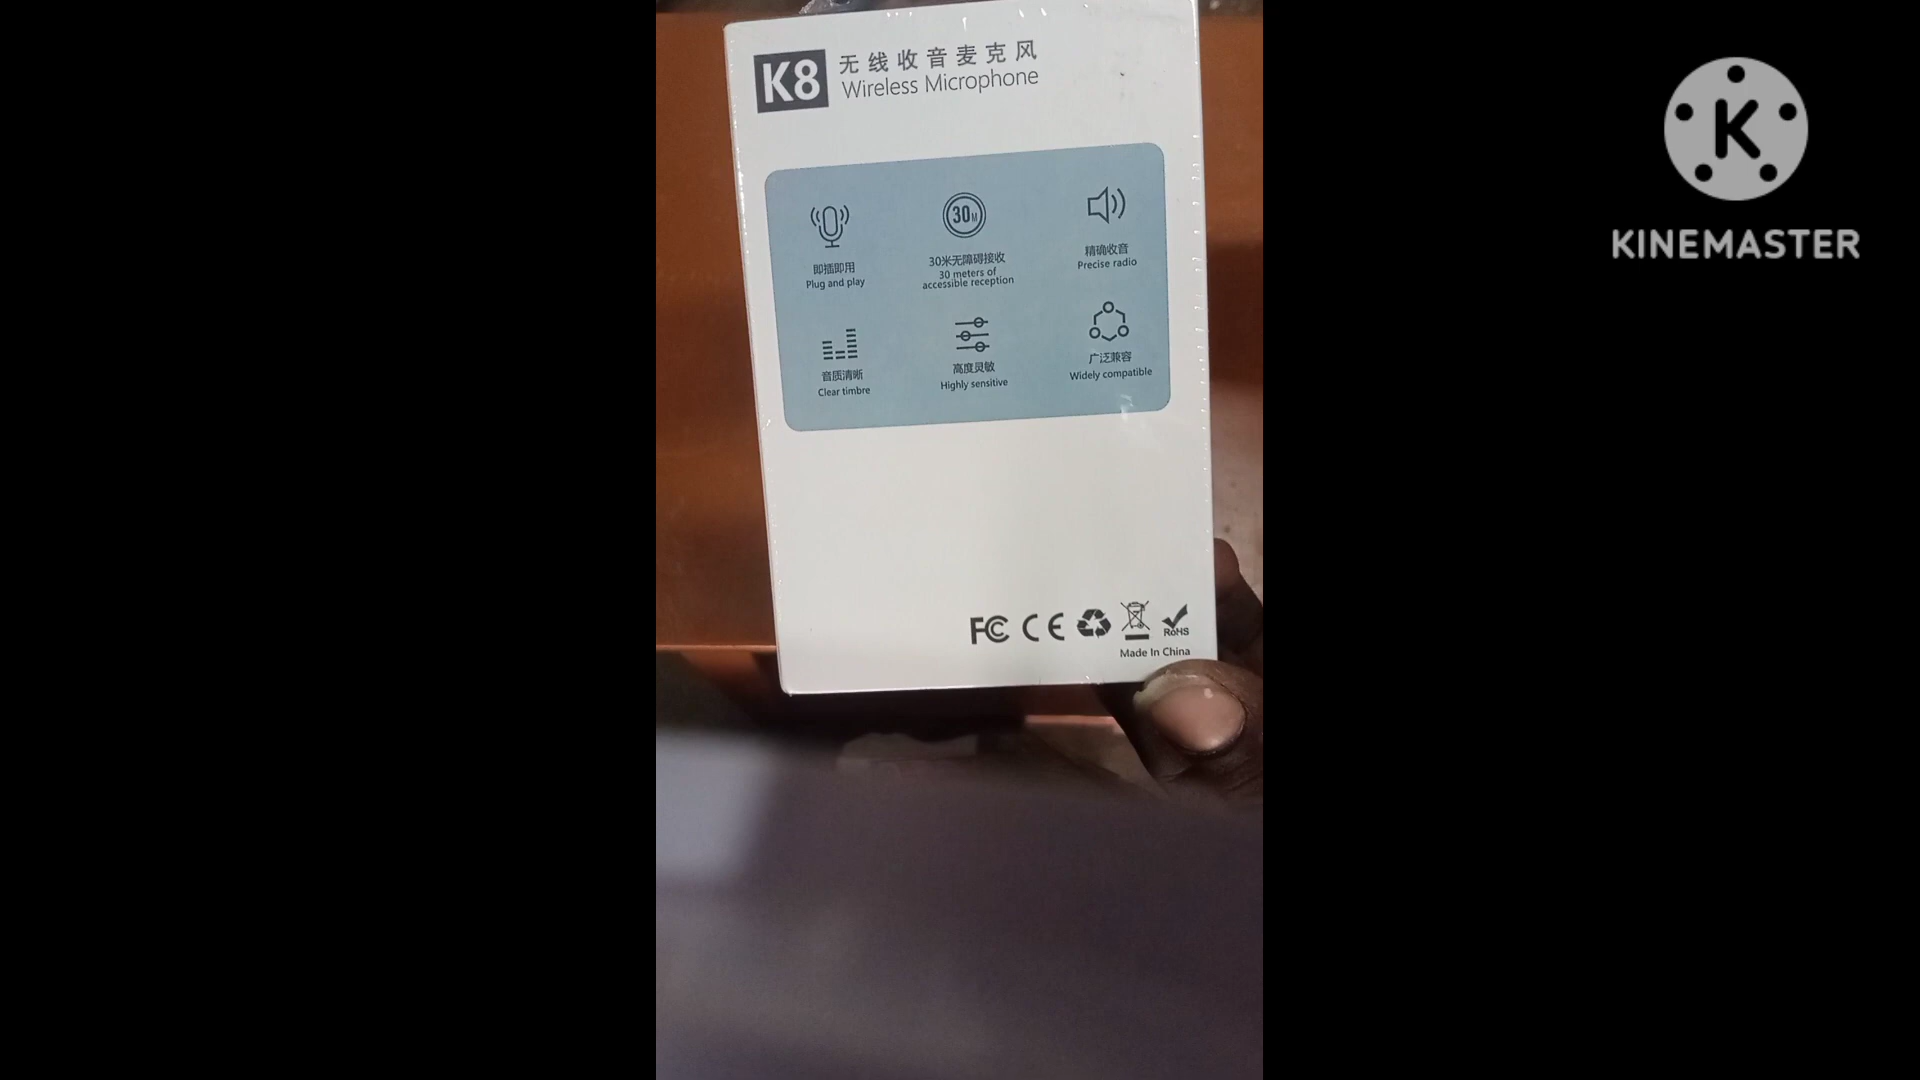 K8
无线收音麦克风
Wireless Microphone
30M
即插即用
Plug and play
30米无障碍接收
30 meters of
accessible reception
精确收音
Precise radio
音质清晰
Clear timbre
高度灵敏
Highly sensitive
广泛兼容
Widely compatible
FC CE
RoHS
Made In China
K
KINEMASTER